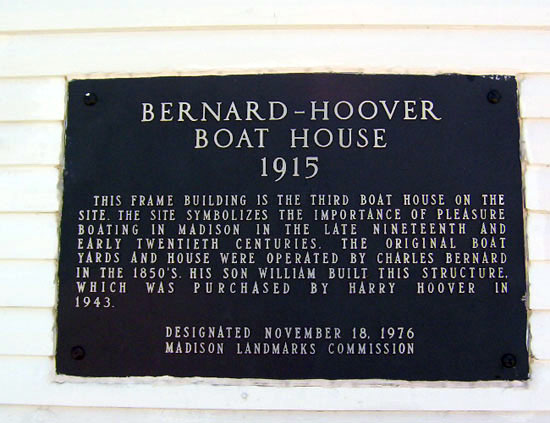 BERNARD-HOOVER
BOAT HOUSE
1915
THIS FRAME BUILDING IS THE THIRD BOAT HOUSE ON THE
SITE. THE SITE SYMBOLIZES THE IMPORTANCE OF PLEASURE
BOATING IN MADISON IN THE LATE NINETEENTH AND
EARLY TWENTIETH CENTURIES. THE ORIGINAL BOAT
YARDS AND HOUSE WERE OPERATED BY CHARLES BERNARD
IN THE 1850'S. HIS SON WILLIAM BUILT THIS STRUCTURE,
WHICH WAS PURCHASED BY HARRY HOOVER IN
1943.
DESIGNATED NOVEMBER 18, 1976
MADISON LANDMARKS COMMISSION